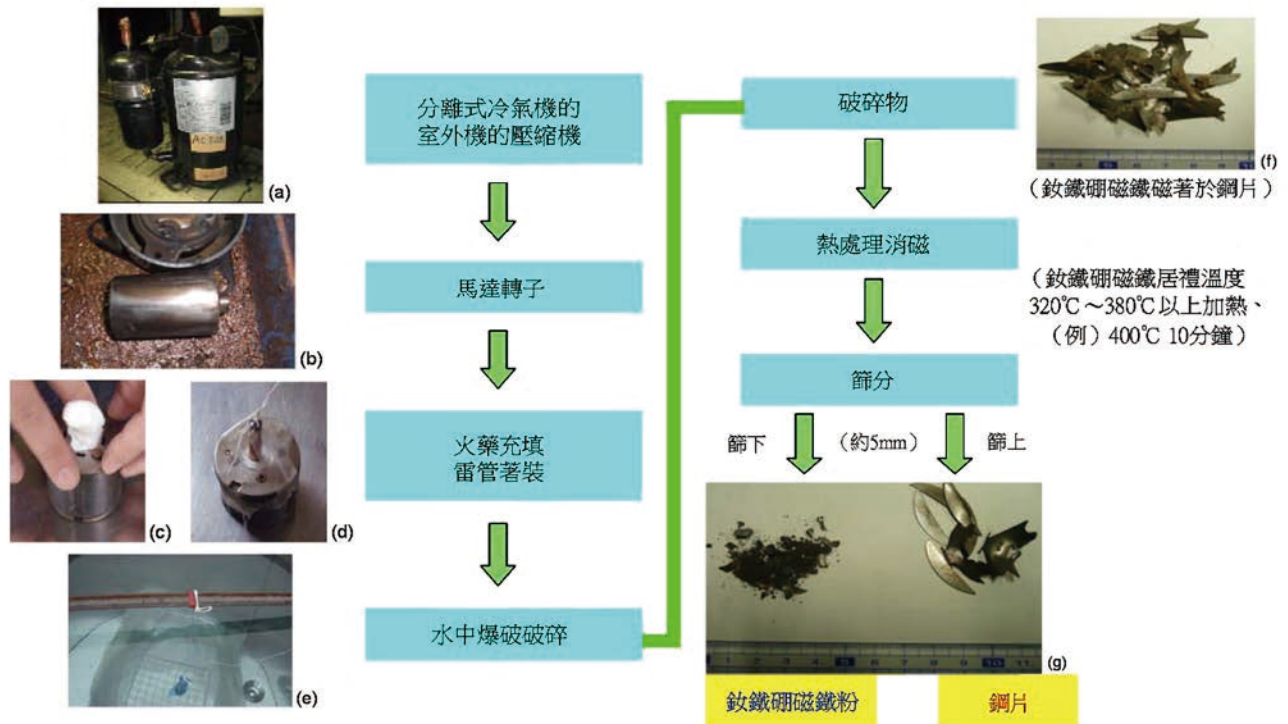 分離式冷氣機的
室外機的壓縮機
馬達轉子
火藥充填
雷管著裝
水中爆破破碎
破碎物
熱處理消磁
篩分
篩下
(約5mm)
篩上
(釹鐵硼磁鐵磁著於鋼片)
(釹鐵硼磁鐵居禮溫度
320℃~380℃以上加熱、
(例)400℃ 10分鐘)
釹鐵硼磁鐵粉
鋼片
(a)
(b)
(c)
(d)
(e)
(f)
(g)